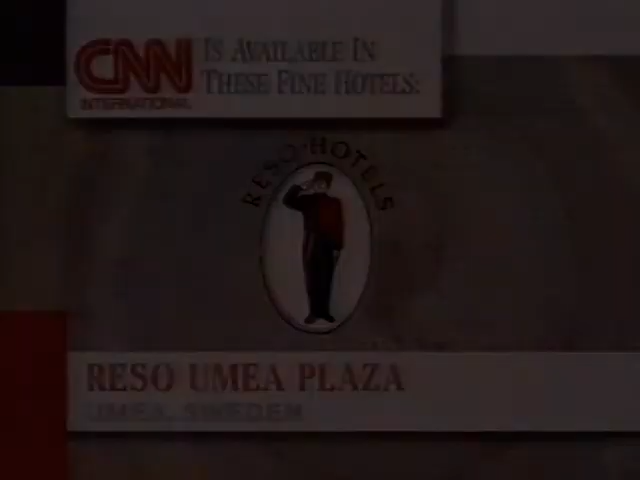 CNN
INTERNATIONAL
IS AVAILABLE IN
THESE FINE HOTELS:
RESO·HOTELS
RESO UMEA PLAZA
UMEA, SWEDEN